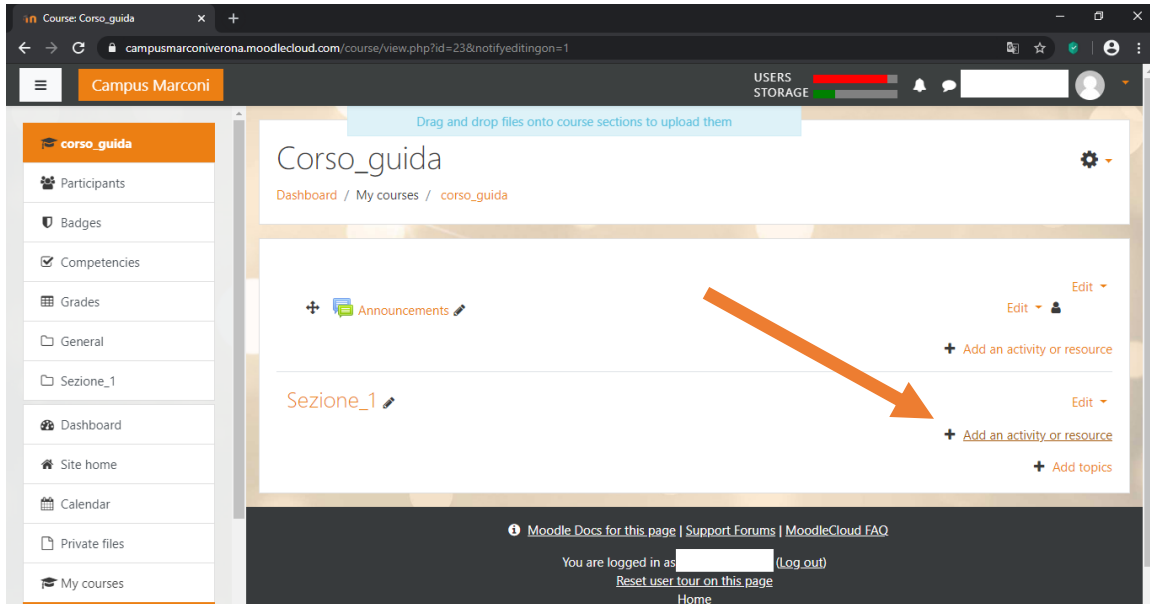 Course: Corso_guida
campusmarconiverona.moodlecloud.com/course/view.php?id=23&notifyeditingon=1
Campus Marconi
USERS
STORAGE
Drag and drop files onto course sections to upload them
corso_guida
Participants
Badges
Competencies
Grades
General
Sezione_1
Dashboard
Site home
Calendar
Private files
My courses
Corso_guida
Dashboard / My courses / corso_guida
Edit
Announcements
Edit
Add an activity or resource
Sezione_1
Edit
Add an activity or resource
Add topics
Moodle Docs for this page | Support Forums | MoodleCloud FAQ
You are logged in as (Log out)
Reset user tour on this page
Home